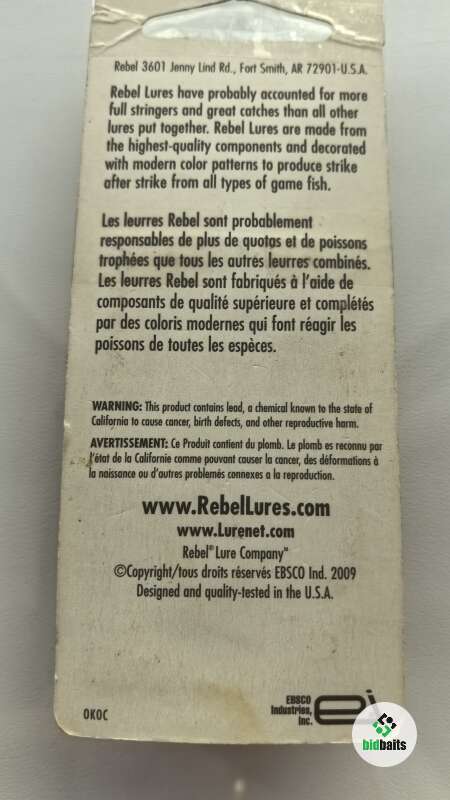 Rebel 3601 Jenny Lind Rd., Fort Smith, AR 72901-U.S.A.
Rebel Lures have probably accounted for more
full stringers and great catches than all other
lures put together. Rebel Lures are made from
the highest-quality components and decorated
with modern color patterns to produce strike
after strike from all types of game fish.
Les leurres Rebel sont probablement
responsables de plus de quotas et de poissons
trophées que tous les autres leurres combinés.
Les leurres Rebel sont fabriqués à l'aide de
composants de qualité supérieure et complétés
par des coloris modernes qui font réagir les
poissons de toutes les espèces.
WARNING: This product contains lead, a chemical known to the state of
California to cause cancer, birth defects, and other reproductive harm.
AVERTISSEMENT: Ce Produit contient du plomb. Le plomb es reconnu par
l'état de la Californie comme pouvant causer la cancer, des déformations à
la naissance ou d'autres problemés connexes a la reproduction.
www.RebelLures.com
www.Lurenet.com
Rebel® Lure Company™
©Copyright/tous droits réservés EBSCO Ind. 2009
Designed and quality-tested in the U.S.A.
OKOC
EBSCO
Industries,
Inc.
ei
bidbaits